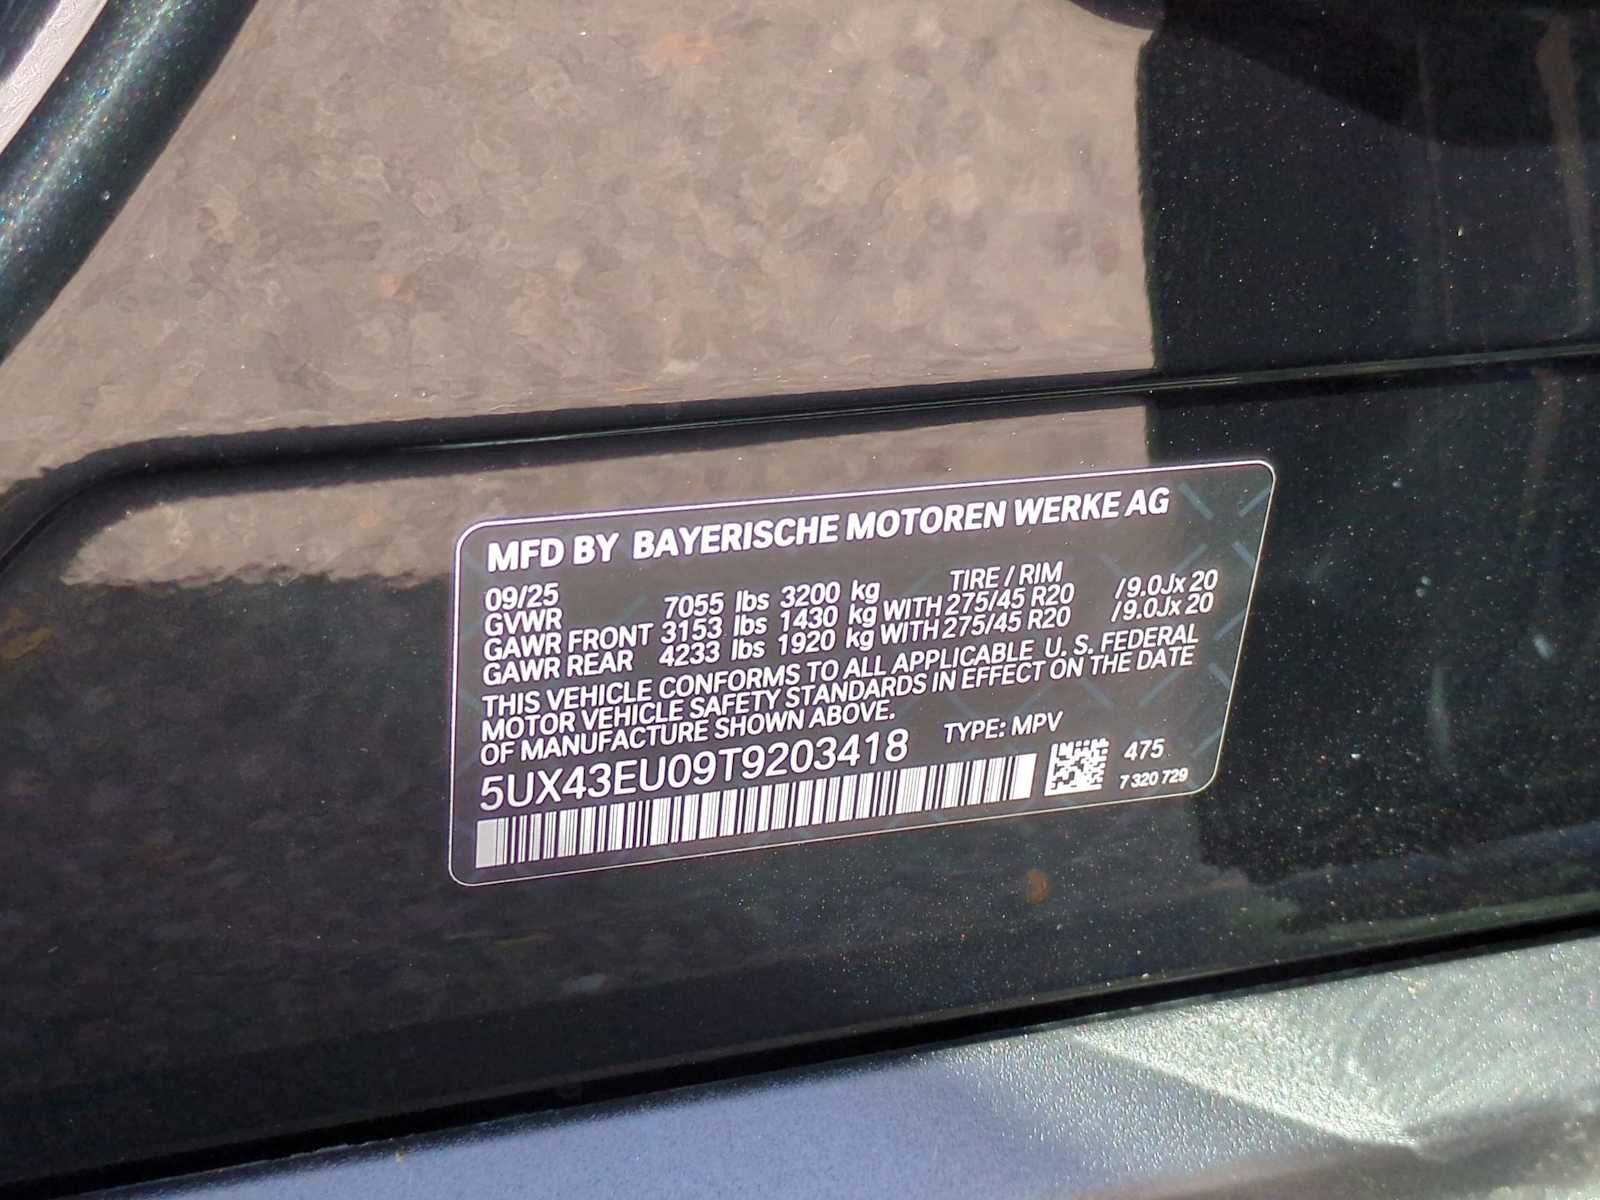 MFD BY BAYERISCHE MOTOREN WERKE AG
09/25 TIRE / RIM
GVWR 7055 lbs 3200 kg
GAWR FRONT 3153 lbs 1430 kg WITH 275/45 R20 / 9.0Jx 20
GAWR REAR 4233 lbs 1920 kg WITH 275/45 R20 / 9.0Jx 20
THIS VEHICLE CONFORMS TO ALL APPLICABLE U. S. FEDERAL
MOTOR VEHICLE SAFETY STANDARDS IN EFFECT ON THE DATE
OF MANUFACTURE SHOWN ABOVE.
5UX43EU09T9203418 TYPE: MPV
475
7 320 729